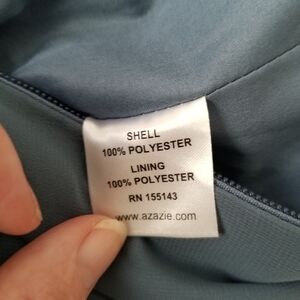 SHELL
100% POLYESTER
LINING
100% POLYESTER
RN 155143
www.azazie.com